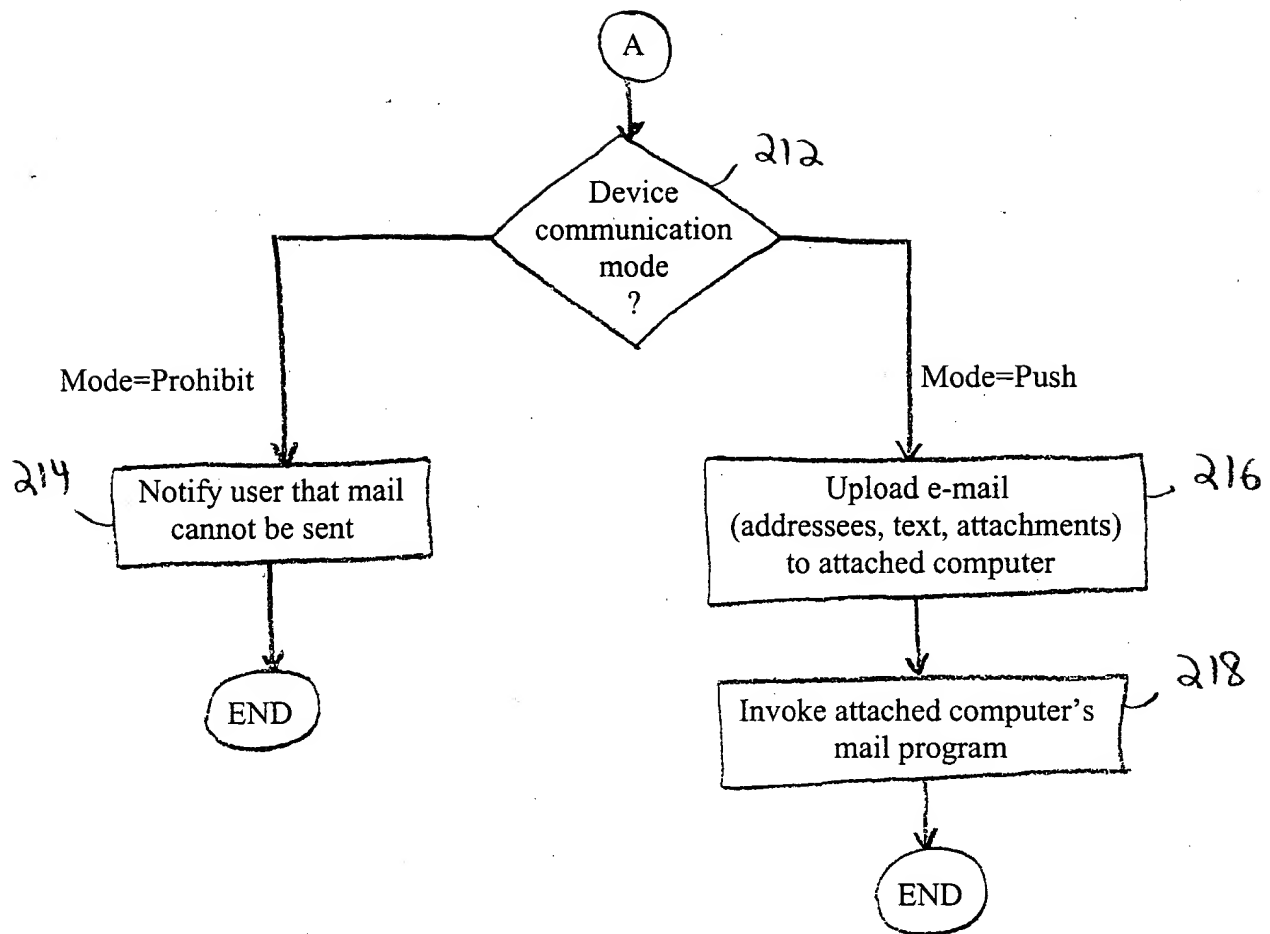 A
212
Device
communication
mode
?
Mode=Prohibit
Mode=Push
214
Notify user that mail
cannot be sent
216
Upload e-mail
(addressees, text, attachments)
to attached computer
END
218
Invoke attached computer's
mail program
END